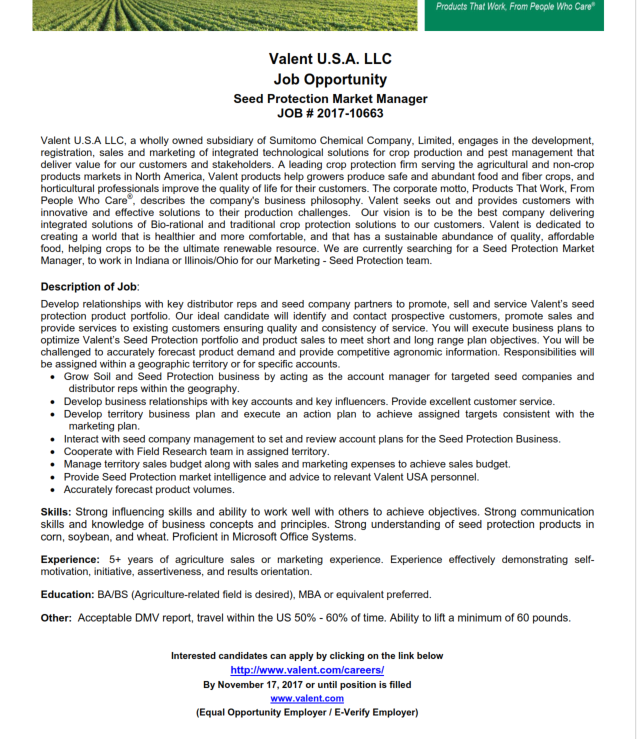 Products That Work, From People Who Care®
Valent U.S.A. LLC
Job Opportunity
Seed Protection Market Manager
JOB # 2017-10663
Valent U.S.A LLC, a wholly owned subsidiary of Sumitomo Chemical Company, Limited, engages in the development,
registration, sales and marketing of integrated technological solutions for crop production and pest management that
deliver value for our customers and stakeholders. A leading crop protection firm serving the agricultural and non-crop
products markets in North America, Valent products help growers produce safe and abundant food and fiber crops, and
horticultural professionals improve the quality of life for their customers. The corporate motto, Products That Work, From
People Who Care®, describes the company's business philosophy. Valent seeks out and provides customers with
innovative and effective solutions to their production challenges. Our vision is to be the best company delivering
integrated solutions of Bio-rational and traditional crop protection solutions to our customers. Valent is dedicated to
creating a world that is healthier and more comfortable, and that has a sustainable abundance of quality, affordable
food, helping crops to be the ultimate renewable resource. We are currently searching for a Seed Protection Market
Manager, to work in Indiana or Illinois/Ohio for our Marketing - Seed Protection team.
Description of Job:
Develop relationships with key distributor reps and seed company partners to promote, sell and service Valent's seed
protection product portfolio. Our ideal candidate will identify and contact prospective customers, promote sales and
provide services to existing customers ensuring quality and consistency of service. You will execute business plans to
optimize Valent's Seed Protection portfolio and product sales to meet short and long range plan objectives. You will be
challenged to accurately forecast product demand and provide competitive agronomic information. Responsibilities will
be assigned within a geographic territory or for specific accounts.
• Grow Soil and Seed Protection business by acting as the account manager for targeted seed companies and
distributor reps within the geography.
• Develop business relationships with key accounts and key influencers. Provide excellent customer service.
• Develop territory business plan and execute an action plan to achieve assigned targets consistent with the
marketing plan.
• Interact with seed company management to set and review account plans for the Seed Protection Business.
• Cooperate with Field Research team in assigned territory.
• Manage territory sales budget along with sales and marketing expenses to achieve sales budget.
• Provide Seed Protection market intelligence and advice to relevant Valent USA personnel.
• Accurately forecast product volumes.
Skills: Strong influencing skills and ability to work well with others to achieve objectives. Strong communication
skills and knowledge of business concepts and principles. Strong understanding of seed protection products in
corn, soybean, and wheat. Proficient in Microsoft Office Systems.
Experience: 5+ years of agriculture sales or marketing experience. Experience effectively demonstrating self-
motivation, initiative, assertiveness, and results orientation.
Education: BA/BS (Agriculture-related field is desired), MBA or equivalent preferred.
Other: Acceptable DMV report, travel within the US 50% - 60% of time. Ability to lift a minimum of 60 pounds.
Interested candidates can apply by clicking on the link below
http://www.valent.com/careers/
By November 17, 2017 or until position is filled
www.valent.com
(Equal Opportunity Employer / E-Verify Employer)